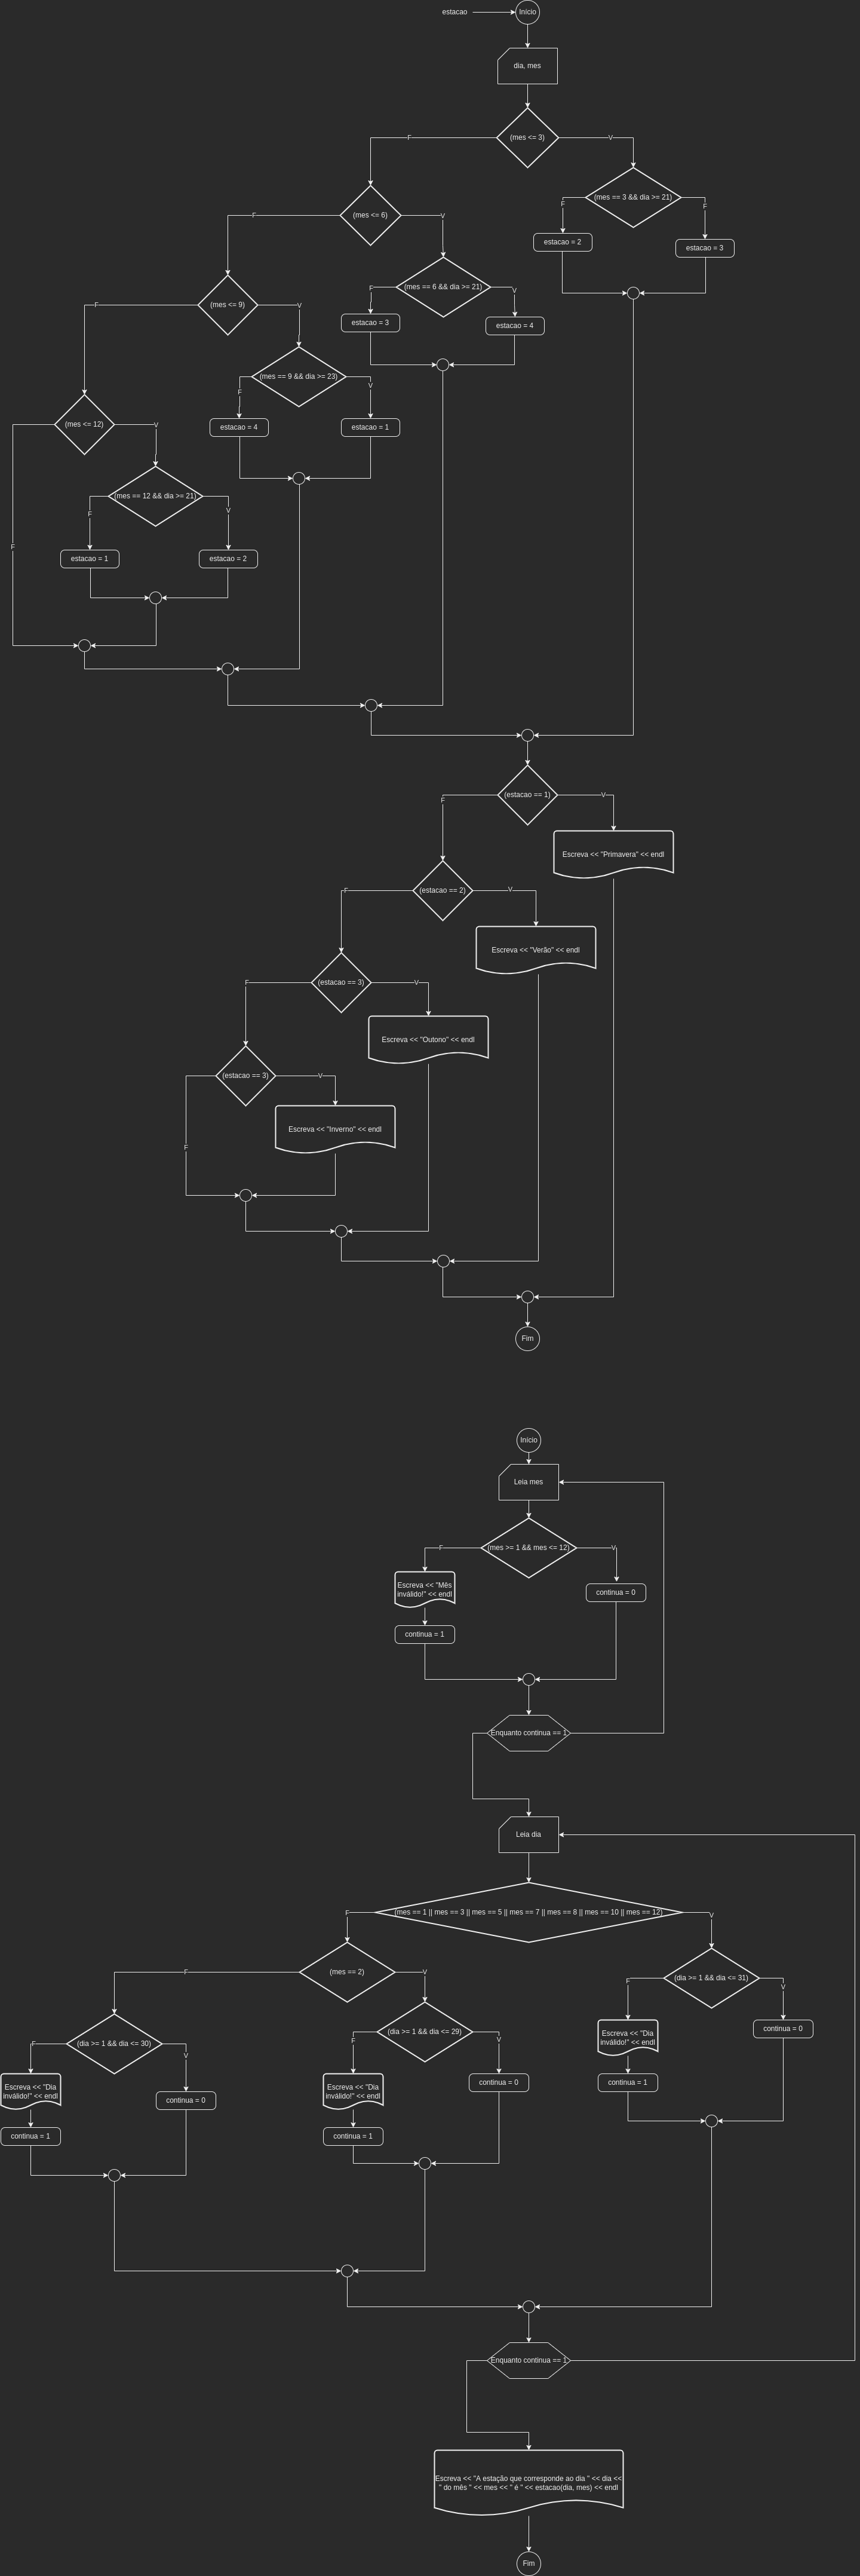 estacao
Início
dia, mes
(mes <= 3)
F
V
(mes == 3 && dia >= 21)
F
F
estacao = 2
estacao = 3
(mes <= 6)
F
V
(mes == 6 && dia >= 21)
F
V
estacao = 3
estacao = 4
(mes <= 9)
F
V
(mes == 9 && dia >= 23)
F
V
estacao = 4
estacao = 1
(mes <= 12)
V
F
(mes == 12 && dia >= 21)
F
V
estacao = 1
estacao = 2
(estacao == 1)
F
V
Escreva << "Primavera" << endl
(estacao == 2)
F
V
Escreva << "Verão" << endl
(estacao == 3)
F
V
Escreva << "Outono" << endl
(estacao == 3)
V
F
Escreva << "Inverno" << endl
Fim
Início
Leia mes
(mes >= 1 && mes <= 12)
F
V
Escreva << "Mês
inválido!" << endl
continua = 0
continua = 1
Enquanto continua == 1
Leia dia
(mes == 1 || mes == 3 || mes == 5 || mes == 7 || mes == 8 || mes == 10 || mes == 12)
F
V
(mes == 2)
F
V
(dia >= 1 && dia <= 31)
F
V
Escreva << "Dia
inválido!" << endl
continua = 0
continua = 1
(dia >= 1 && dia <= 30)
F
V
Escreva << "Dia
inválido!" << endl
continua = 0
continua = 1
(dia >= 1 && dia <= 29)
F
V
Escreva << "Dia
inválido!" << endl
continua = 0
continua = 1
Enquanto continua == 1
Escreva << "A estação que corresponde ao dia " << dia <<
" do mês " << mes << " é " << estacao(dia, mes) << endl
Fim